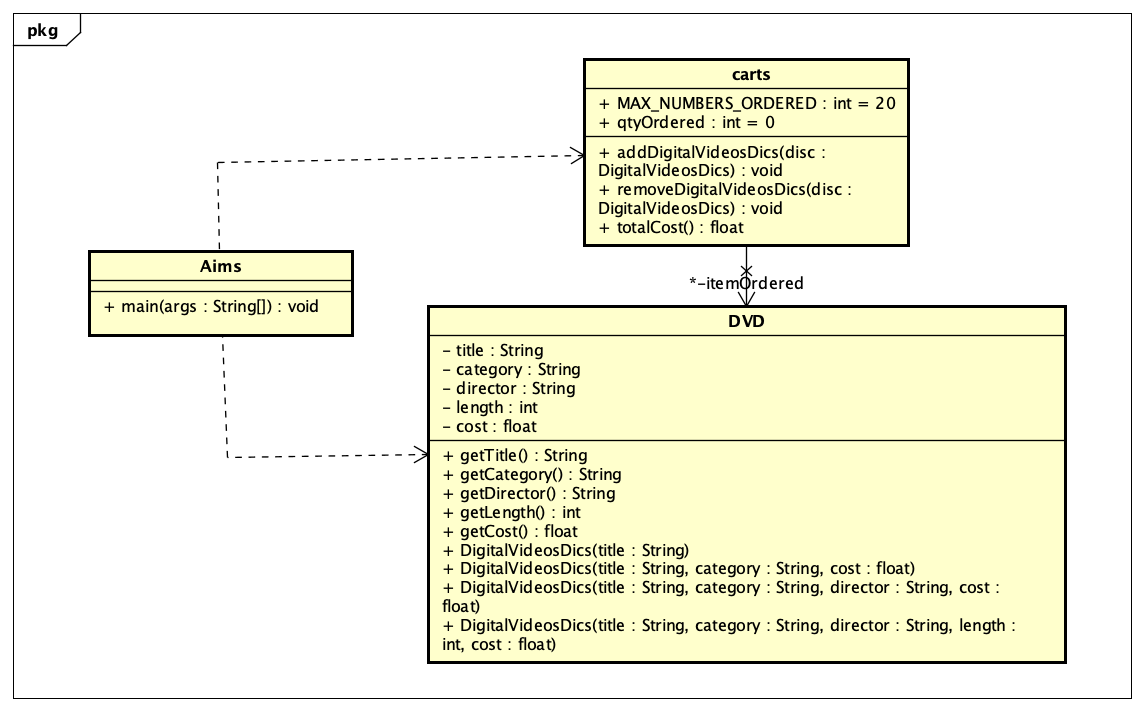 pkg
carts
+ MAX_NUMBERS_ORDERED : int = 20
+ qtyOrdered : int = 0
+ addDigitalVideosDics(disc :
DigitalVideosDics) : void
+ removeDigitalVideosDics(disc :
DigitalVideosDics) : void
+ totalCost() : float
Aims
+ main(args : String[]) : void
*-itemOrdered
DVD
- title : String
- category : String
- director : String
- length : int
- cost : float
+ getTitle() : String
+ getCategory() : String
+ getDirector() : String
+ getLength() : int
+ getCost() : float
+ DigitalVideosDics(title : String)
+ DigitalVideosDics(title : String, category : String, cost : float)
+ DigitalVideosDics(title : String, category : String, director : String, cost :
float)
+ DigitalVideosDics(title : String, category : String, director : String, length :
int, cost : float)